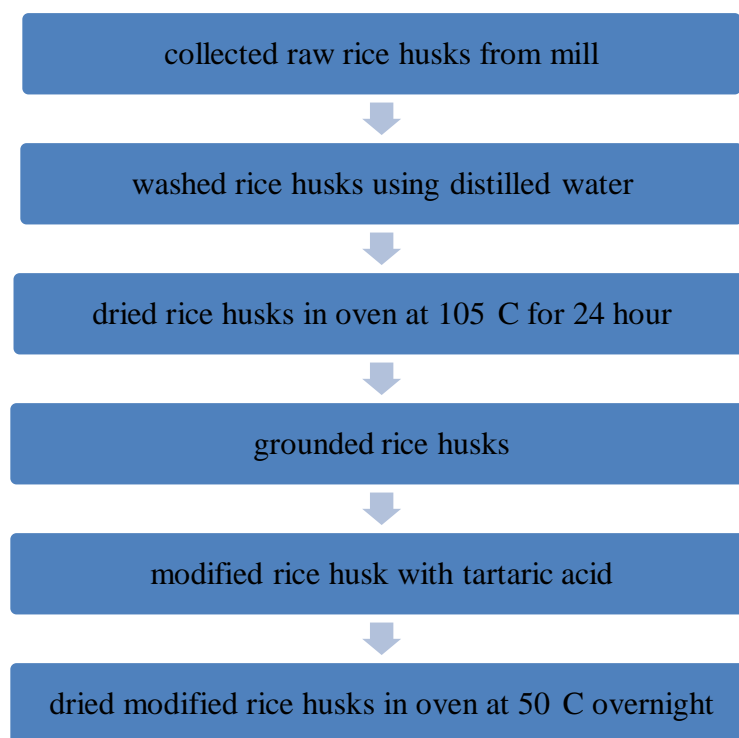 collected raw rice husks from mill
washed rice husks using distilled water
dried rice husks in oven at 105 C for 24 hour
grounded rice husks
modified rice husk with tartaric acid
dried modified rice husks in oven at 50 C overnight